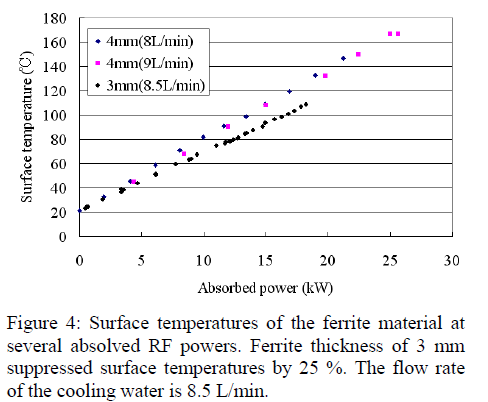 180
160
140
120
100
80
60
40
20
0
Surface temperature (℃)
4mm(8L/min)
4mm(9L/min)
3mm(8.5L/min)
0 5 10 15 20 25 30
Absorbed power (kW)
Figure 4: Surface temperatures of the ferrite material at
several absolved RF powers. Ferrite thickness of 3 mm
suppressed surface temperatures by 25 %. The flow rate
of the cooling water is 8.5 L/min.